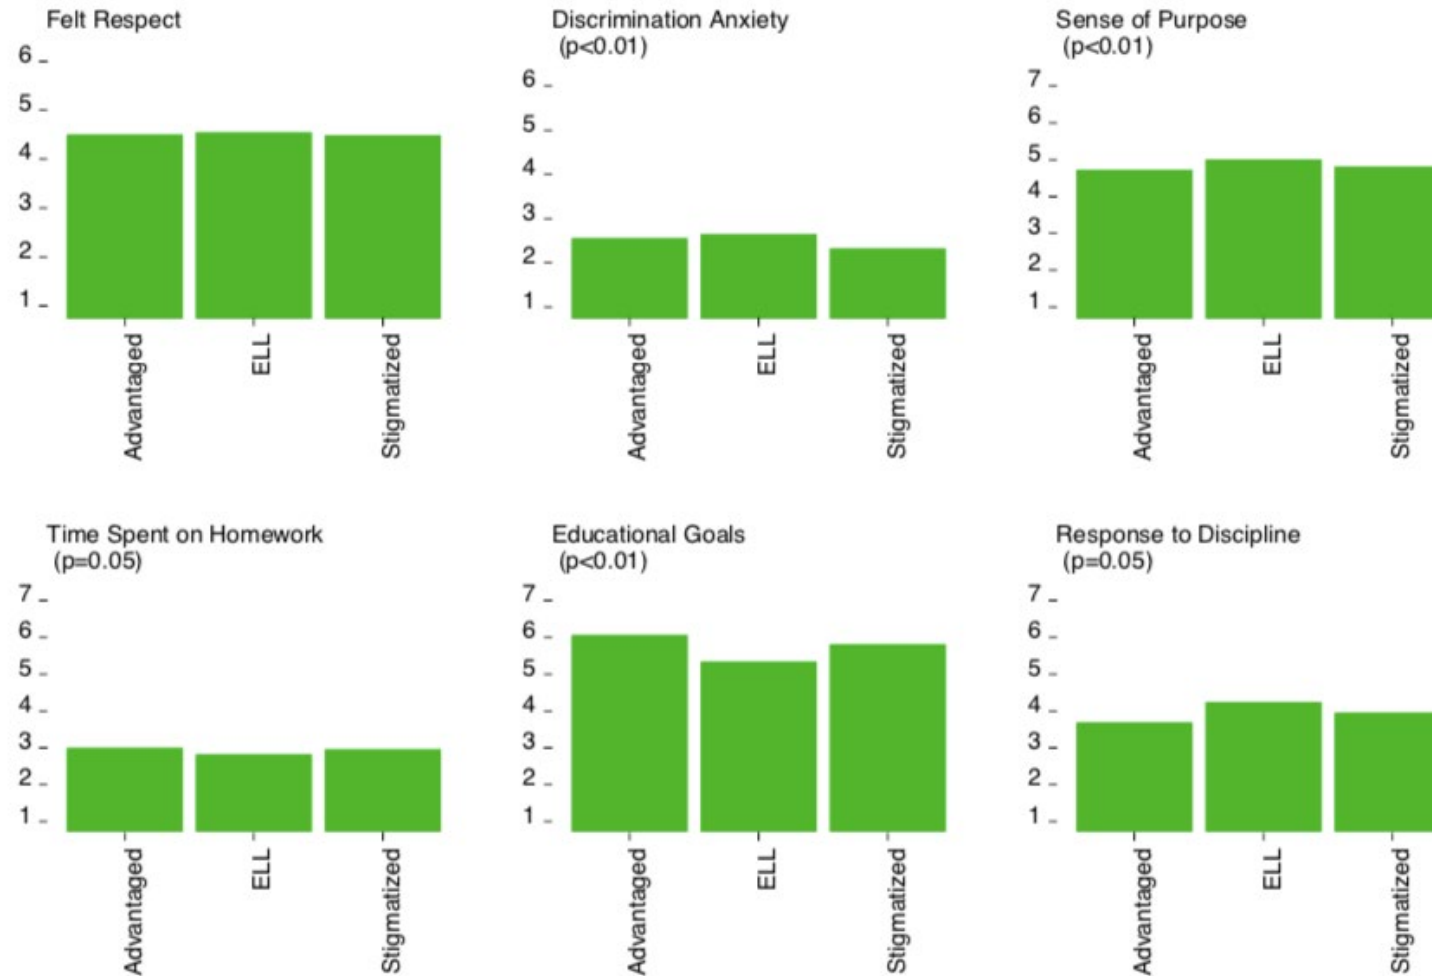 Felt Respect
6
5
4
3
2
1
Advantaged
ELL
Stigmatized
Discrimination Anxiety
(p<0.01)
6
5
4
3
2
1
Advantaged
ELL
Stigmatized
Sense of Purpose
(p<0.01)
7
6
5
4
3
2
1
Advantaged
ELL
Stigmatized
Time Spent on Homework
(p=0.05)
7
6
5
4
3
2
1
Advantaged
ELL
Stigmatized
Educational Goals
(p<0.01)
7
6
5
4
3
2
1
Advantaged
ELL
Stigmatized
Response to Discipline
(p=0.05)
7
6
5
4
3
2
1
Advantaged
ELL
Stigmatized